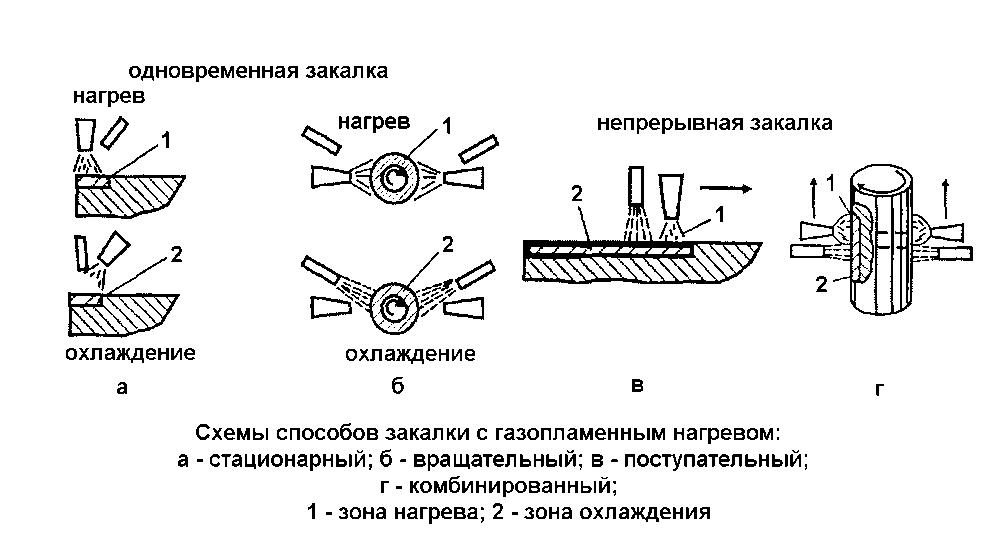 одновременная закалка
нагрев
1
2
охлаждение
а
нагрев
1
2
охлаждение
б
непрерывная закалка
2
1
в
1
2
г
Схемы способов закалки с газопламенным нагревом:
а - стационарный; б - вращательный; в - поступательный;
г - комбинированный;
1 - зона нагрева; 2 - зона охлаждения